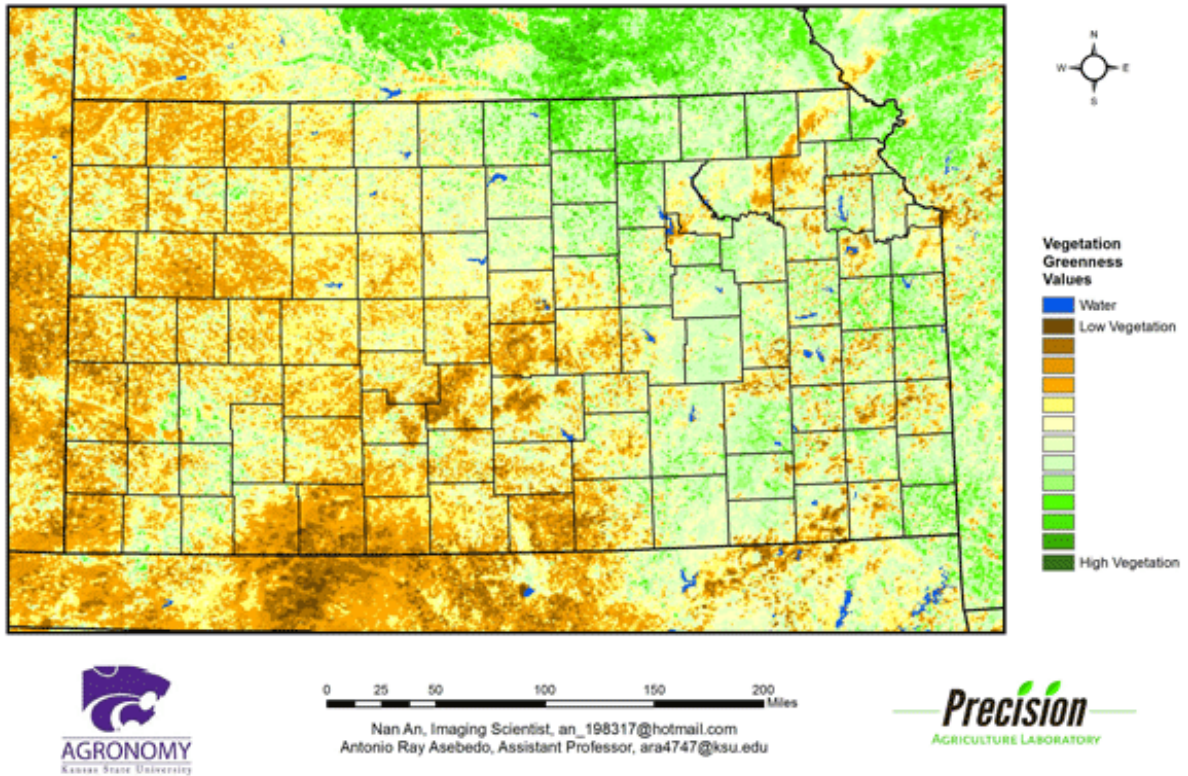 N
W E
S
Vegetation
Greenness
Values
Water
Low Vegetation
High Vegetation
0 25 50 100 150 200
Miles
Nan An, Imaging Scientist, an_198317@hotmail.com
Antonio Ray Asebedo, Assistant Professor, ara4747@ksu.edu
AGRONOMY
Kansas State University
Precision
AGRICULTURE LABORATORY